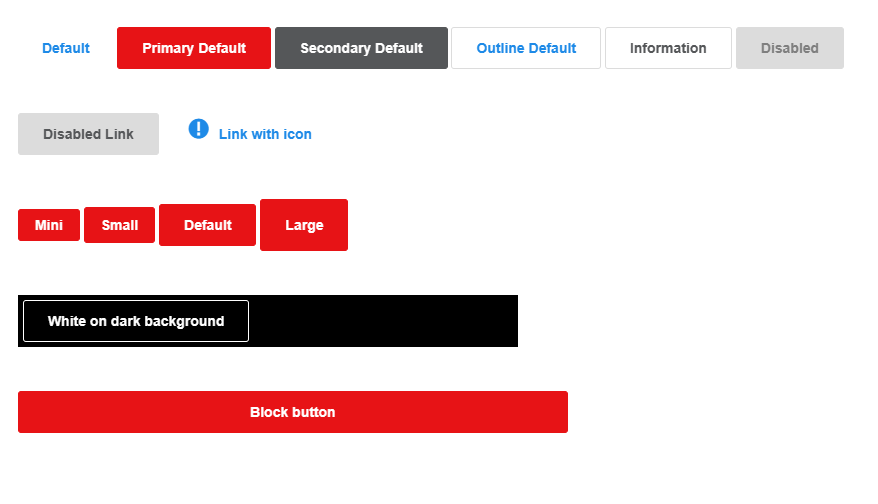 Default Primary Default Secondary Default Outline Default Information Disabled
Disabled Link Link with icon
Mini Small Default Large
White on dark background
Block button